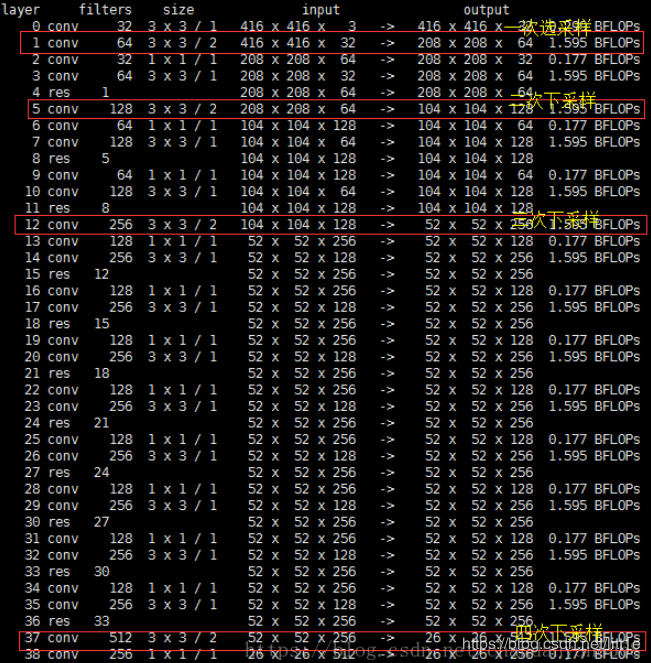 layer filters size input output
一次选采样
0 conv 32 3 x 3 / 1 416 x 416 x 3 -> 416 x 416 x 32 0.299 BFLOPs
1 conv 64 3 x 3 / 2 416 x 416 x 32 -> 208 x 208 x 64 1.595 BFLOPs
2 conv 32 1 x 1 / 1 208 x 208 x 64 -> 208 x 208 x 32 0.177 BFLOPs
3 conv 64 3 x 3 / 1 208 x 208 x 32 -> 208 x 208 x 64 1.595 BFLOPs
4 res 1 208 x 208 x 64 -> 208 x 208 x 64
二次下采样
5 conv 128 3 x 3 / 2 208 x 208 x 64 -> 104 x 104 x 128 1.595 BFLOPs
6 conv 64 1 x 1 / 1 104 x 104 x 128 -> 104 x 104 x 64 0.177 BFLOPs
7 conv 128 3 x 3 / 1 104 x 104 x 64 -> 104 x 104 x 128 1.595 BFLOPs
8 res 5 104 x 104 x 128 -> 104 x 104 x 128
9 conv 64 1 x 1 / 1 104 x 104 x 128 -> 104 x 104 x 64 0.177 BFLOPs
10 conv 128 3 x 3 / 1 104 x 104 x 64 -> 104 x 104 x 128 1.595 BFLOPs
11 res 8 104 x 104 x 128 -> 104 x 104 x 128
三次下采样
12 conv 256 3 x 3 / 2 104 x 104 x 128 -> 52 x 52 x 256 1.595 BFLOPs
13 conv 128 1 x 1 / 1 52 x 52 x 256 -> 52 x 52 x 128 0.177 BFLOPs
14 conv 256 3 x 3 / 1 52 x 52 x 128 -> 52 x 52 x 256 1.595 BFLOPs
15 res 12 52 x 52 x 256 -> 52 x 52 x 256
16 conv 128 1 x 1 / 1 52 x 52 x 256 -> 52 x 52 x 128 0.177 BFLOPs
17 conv 256 3 x 3 / 1 52 x 52 x 128 -> 52 x 52 x 256 1.595 BFLOPs
18 res 15 52 x 52 x 256 -> 52 x 52 x 256
19 conv 128 1 x 1 / 1 52 x 52 x 256 -> 52 x 52 x 128 0.177 BFLOPs
20 conv 256 3 x 3 / 1 52 x 52 x 128 -> 52 x 52 x 256 1.595 BFLOPs
21 res 18 52 x 52 x 256 -> 52 x 52 x 256
22 conv 128 1 x 1 / 1 52 x 52 x 256 -> 52 x 52 x 128 0.177 BFLOPs
23 conv 256 3 x 3 / 1 52 x 52 x 128 -> 52 x 52 x 256 1.595 BFLOPs
24 res 21 52 x 52 x 256 -> 52 x 52 x 256
25 conv 128 1 x 1 / 1 52 x 52 x 256 -> 52 x 52 x 128 0.177 BFLOPs
26 conv 256 3 x 3 / 1 52 x 52 x 128 -> 52 x 52 x 256 1.595 BFLOPs
27 res 24 52 x 52 x 256 -> 52 x 52 x 256
28 conv 128 1 x 1 / 1 52 x 52 x 256 -> 52 x 52 x 128 0.177 BFLOPs
29 conv 256 3 x 3 / 1 52 x 52 x 128 -> 52 x 52 x 256 1.595 BFLOPs
30 res 27 52 x 52 x 256 -> 52 x 52 x 256
31 conv 128 1 x 1 / 1 52 x 52 x 256 -> 52 x 52 x 128 0.177 BFLOPs
32 conv 256 3 x 3 / 1 52 x 52 x 128 -> 52 x 52 x 256 1.595 BFLOPs
33 res 30 52 x 52 x 256 -> 52 x 52 x 256
34 conv 128 1 x 1 / 1 52 x 52 x 256 -> 52 x 52 x 128 0.177 BFLOPs
35 conv 256 3 x 3 / 1 52 x 52 x 128 -> 52 x 52 x 256 1.595 BFLOPs
36 res 33 52 x 52 x 256 -> 52 x 52 x 256
四次下采样
37 conv 512 3 x 3 / 2 52 x 52 x 256 -> 26 x 26 x BFLOPs
38 conv 256 1 x 1 / 1 26 x 26 x 512 -> 26 x 26 x 256 0.177 BFLOPs